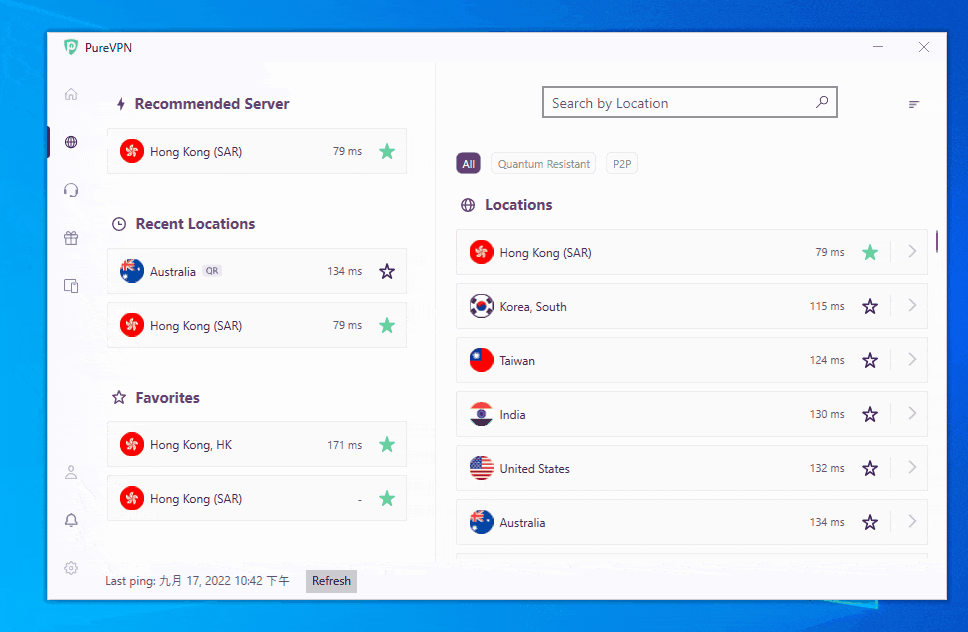 PureVPN
Recommended Server
Hong Kong (SAR) 79 ms
Recent Locations
Australia QR 134 ms
Hong Kong (SAR) 79 ms
Favorites
Hong Kong, HK 171 ms
Hong Kong (SAR) -
Last ping: 九月 17, 2022 10:42 下午 Refresh
Search by Location
All Quantum Resistant P2P
Locations
Hong Kong (SAR) 79 ms
Korea, South 115 ms
Taiwan 124 ms
India 130 ms
United States 132 ms
Australia 134 ms